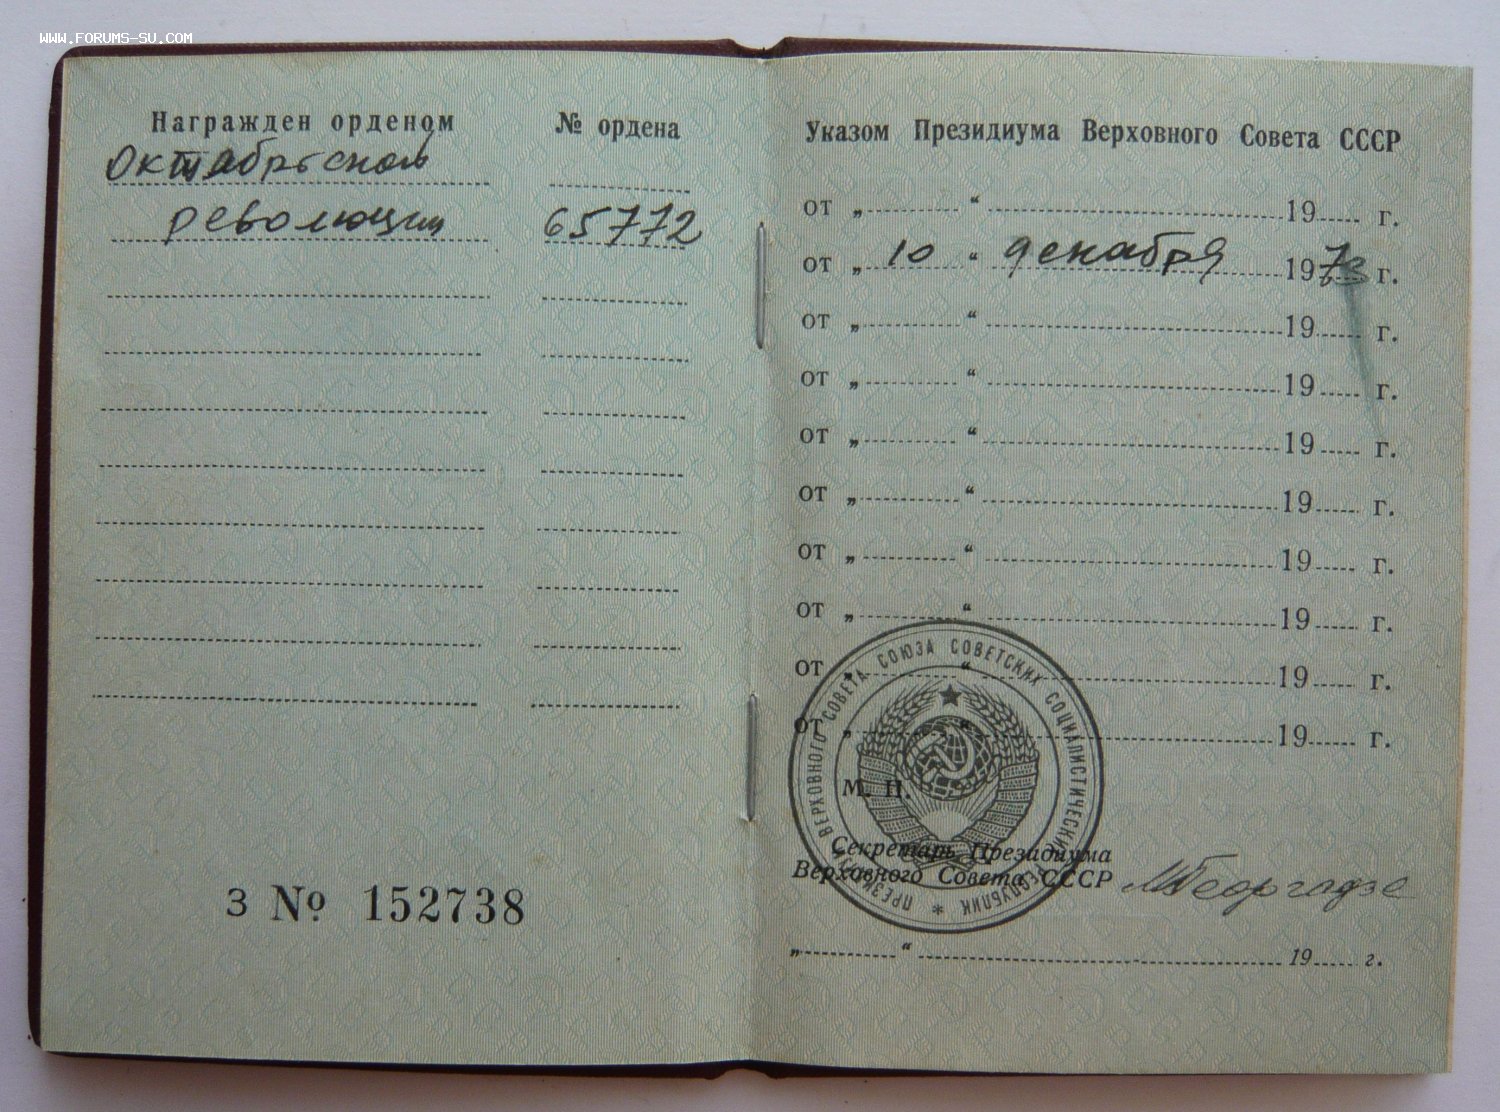 WWW.FORUMS-SU.COM
Награжден орденом
№ ордена
Октябрьской
революции
65772
З № 152738
Указом Президиума Верховного Совета СССР
от „ “ 19 г.
от „ 10 “ декабря 1973 г.
от „ “ 19 г.
от „ “ 19 г.
от „ “ 19 г.
от „ “ 19 г.
от „ “ 19 г.
от „ “ 19 г.
от „ “ 19 г.
от „ “ 19 г.
М. П.
ПРЕЗИДИУМ ВЕРХОВНОГО СОВЕТА СОЮЗА СОВЕТСКИХ СОЦИАЛИСТИЧЕСКИХ РЕСПУБЛИК *
Секретарь Президиума
Верховного Совета СССР МГеоргадзе
„ “ 19 г.